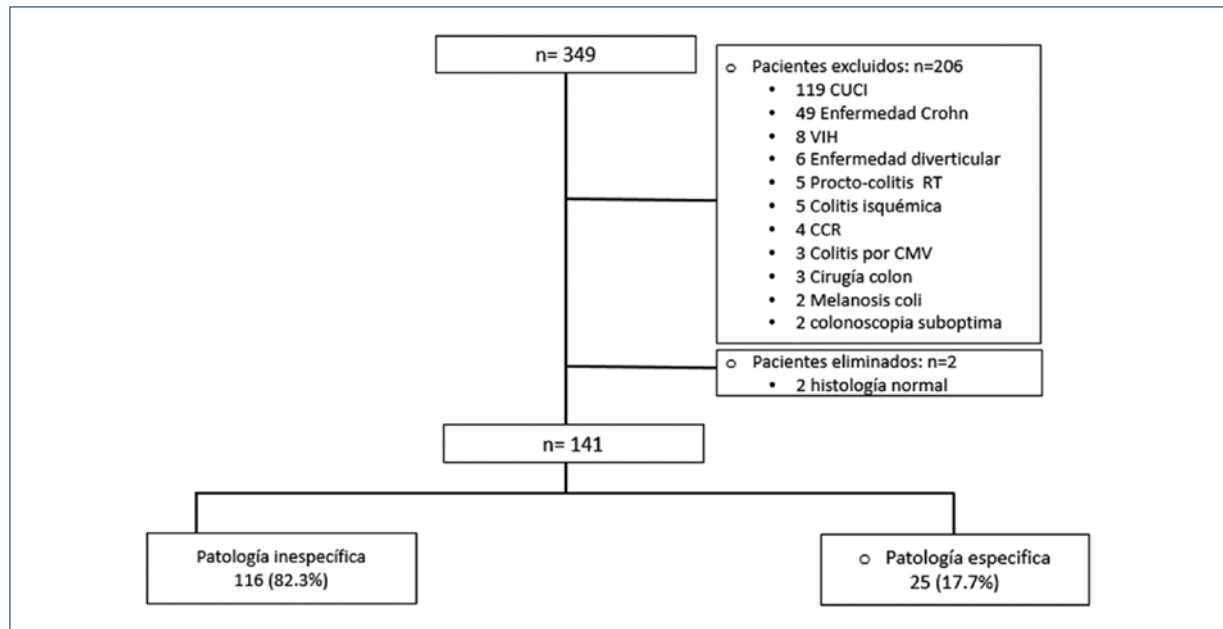 n= 349
o Pacientes excluidos: n=206
• 119 CUCI
• 49 Enfermedad Crohn
• 8 VIH
• 6 Enfermedad diverticular
• 5 Procto-colitis RT
• 5 Colitis isquémica
• 4 CCR
• 3 Colitis por CMV
• 3 Cirugía colon
• 2 Melanosis coli
• 2 colonoscopia suboptima
o Pacientes eliminados: n=2
• 2 histología normal
n= 141
Patología inespecífica
116 (82.3%)
o Patología especifica
25 (17.7%)